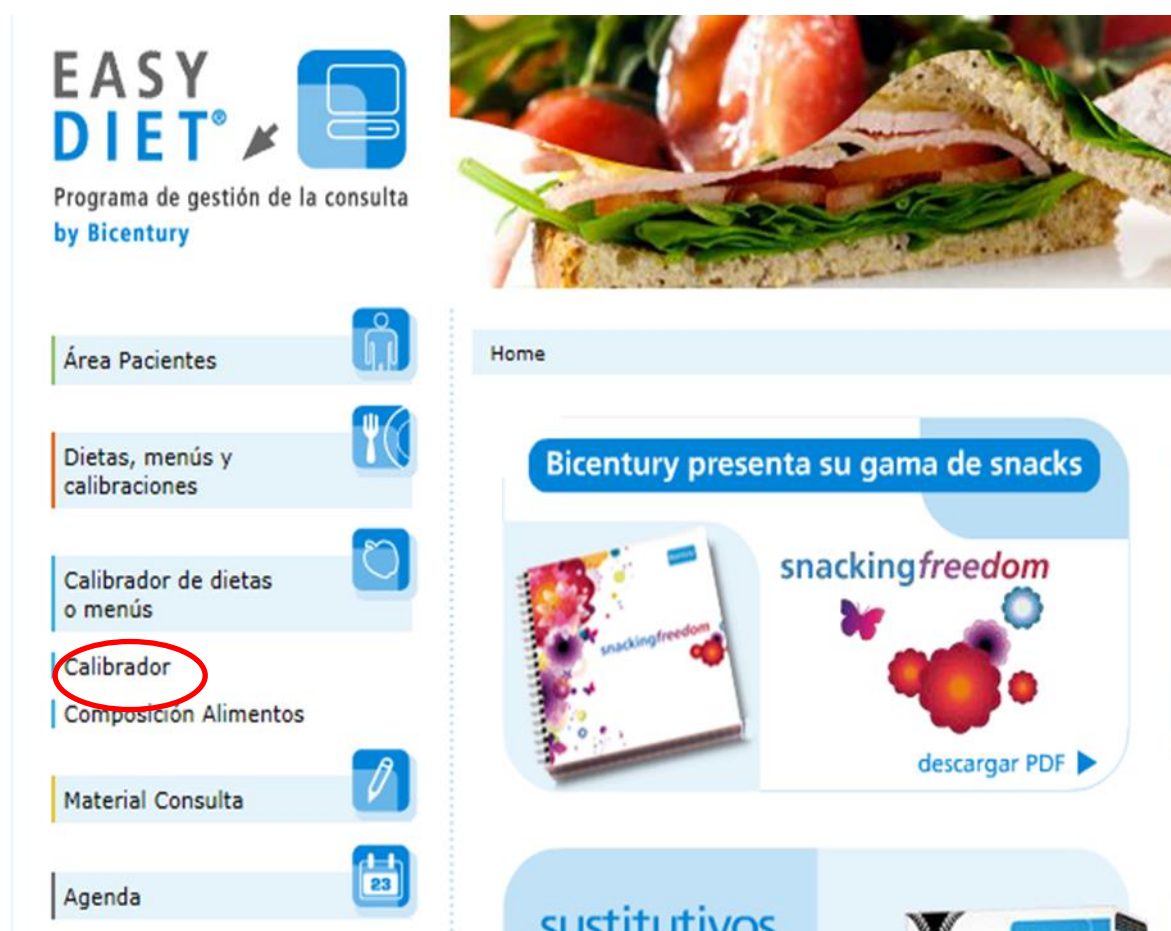 EASY
DIET®
Programa de gestión de la consulta
by Bicentury
Área Pacientes
Dietas, menús y
calibraciones
Calibrador de dietas
o menús
Calibrador
Composición Alimentos
Material Consulta
23
Agenda
Home
Bicentury presenta su gama de snacks
snackingfreedom
snackingfreedom
descargar PDF
sustitutivos